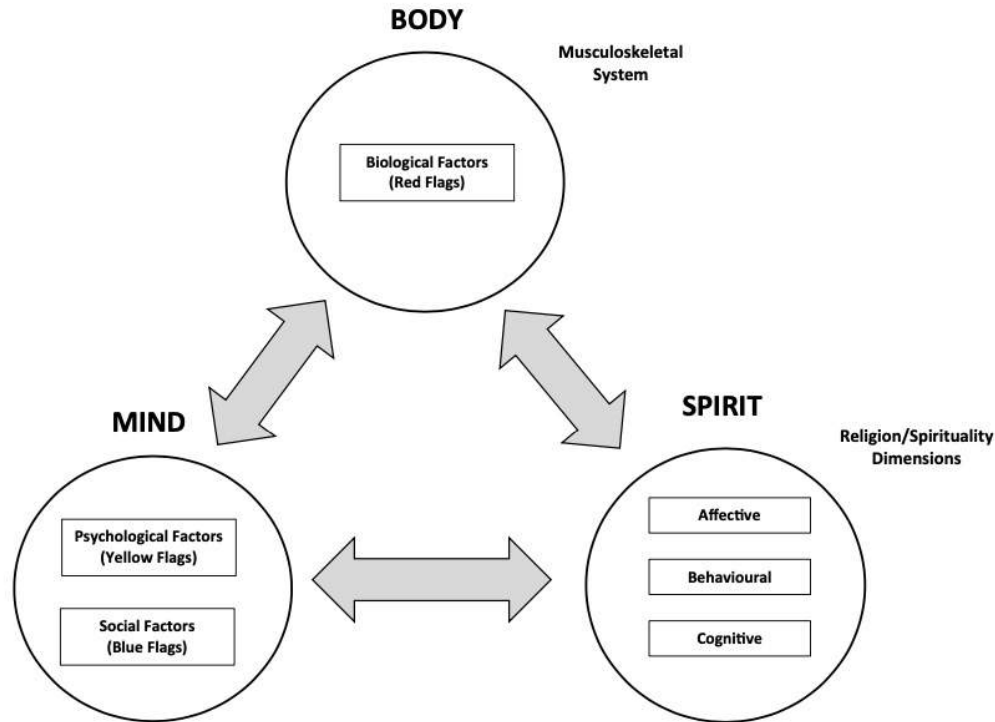 BODY
Musculoskeletal
System
Biological Factors
(Red Flags)
MIND
SPIRIT
Religion/Spirituality
Dimensions
Psychological Factors
(Yellow Flags)
Social Factors
(Blue Flags)
Affective
Behavioural
Cognitive